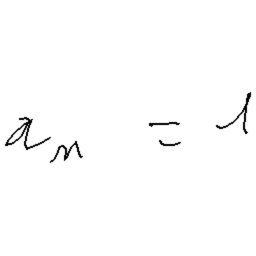 a_n = 1